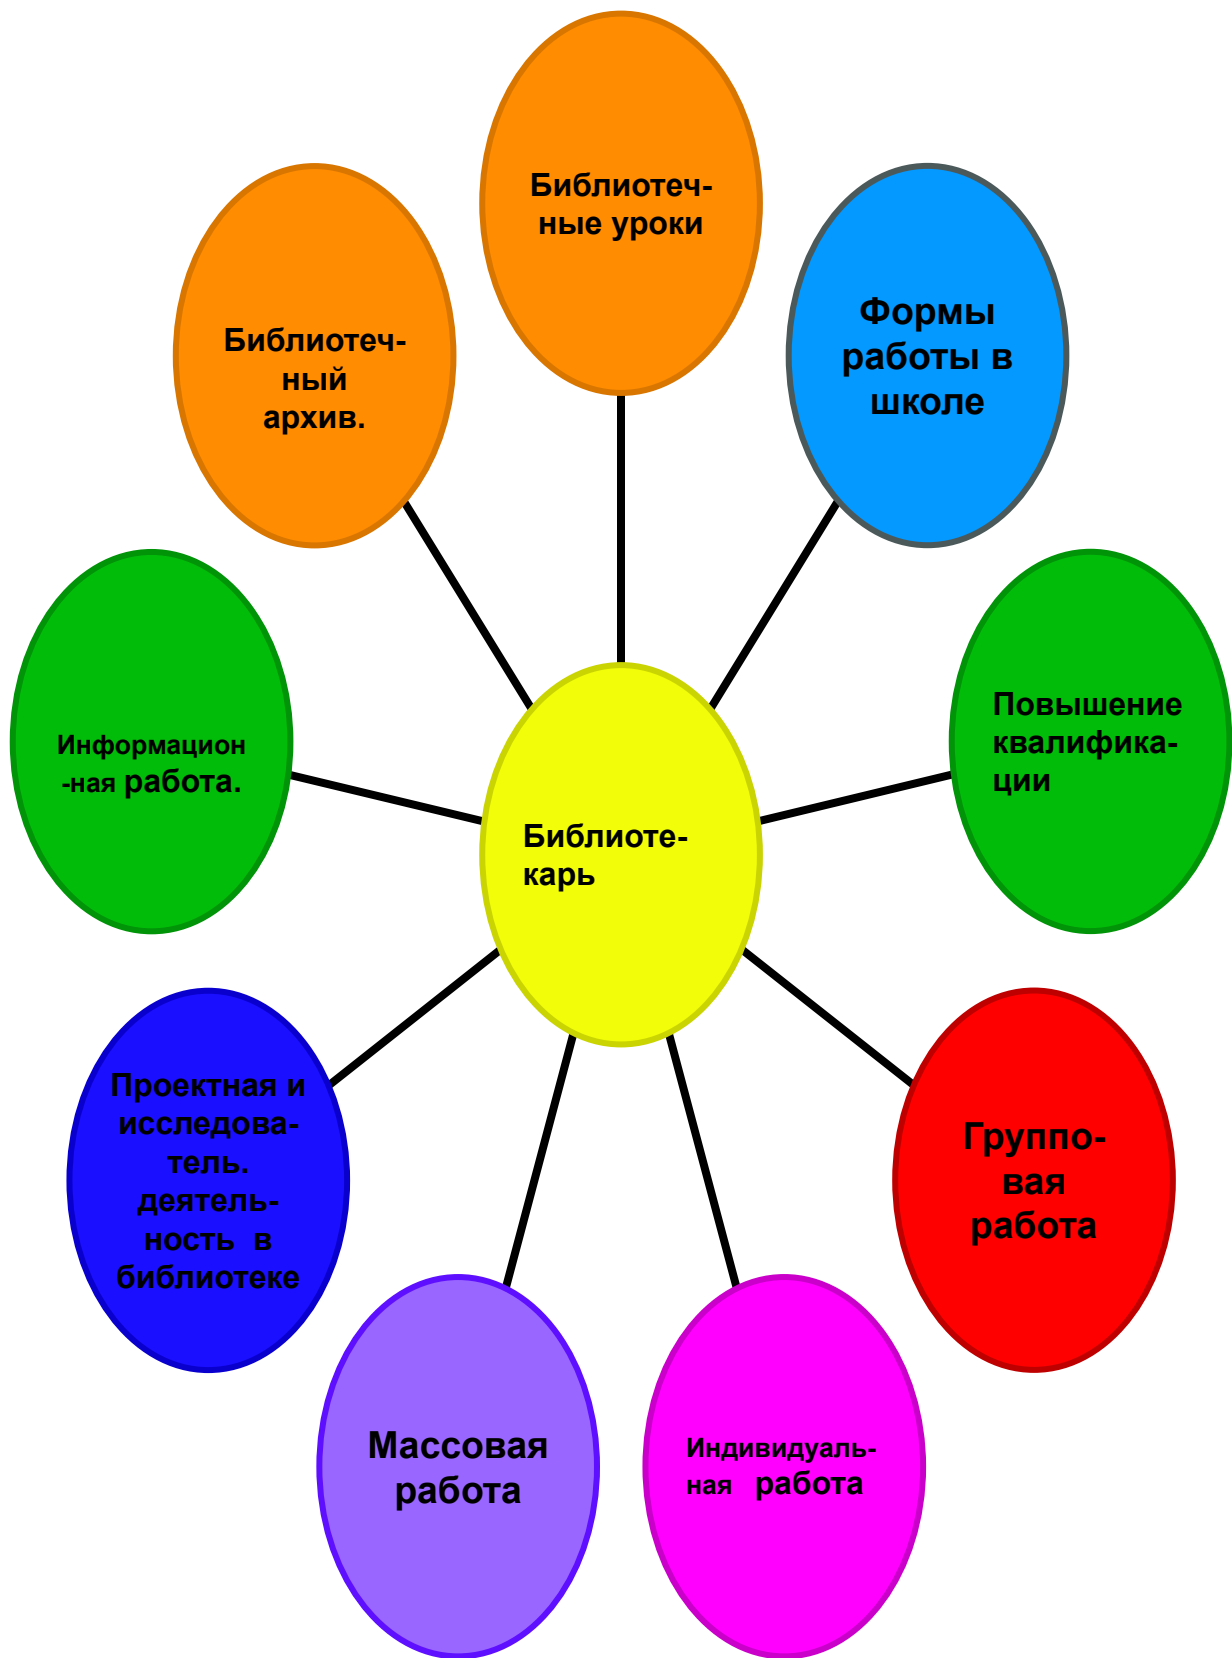 Библиотеч-
ные уроки
Формы
работы в
школе
Библиотеч-
ный
архив.
Повышение
квалифика-
ции
Информацион
-ная работа.
Библиоте-
карь
Проектная и
исследова-
тель.
деятель-
ность в
библиотеке
Группо-
вая
работа
Массовая
работа
Индивидуаль-
ная работа